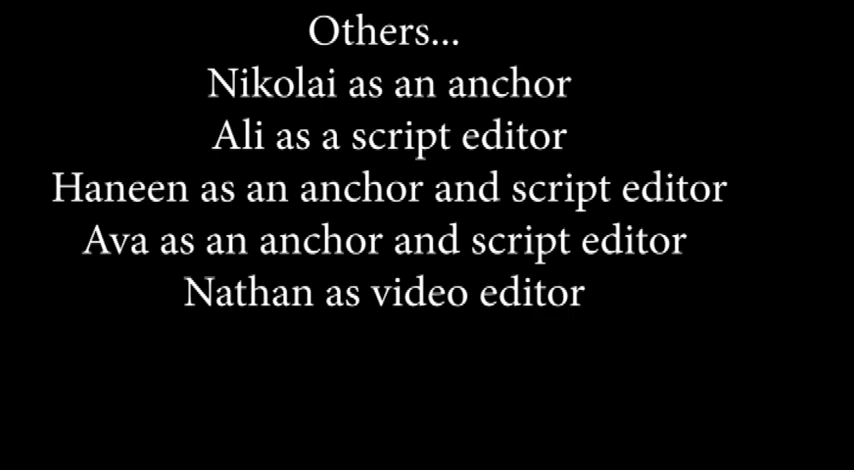 Others...
Nikolai as an anchor
Ali as a script editor
Haneen as an anchor and script editor
Ava as an anchor and script editor
Nathan as video editor